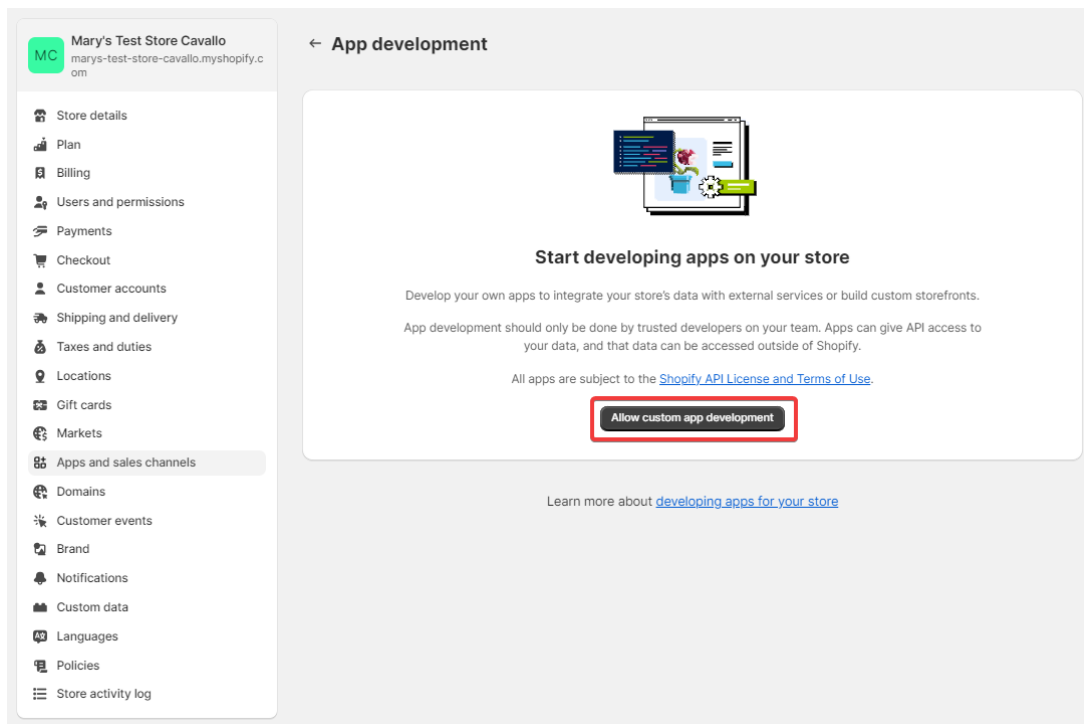 MC
Mary's Test Store Cavallo
marys-test-store-cavallo.myshopify.c
om
Store details
Plan
Billing
Users and permissions
Payments
Checkout
Customer accounts
Shipping and delivery
Taxes and duties
Locations
Gift cards
Markets
Apps and sales channels
Domains
Customer events
Brand
Notifications
Custom data
Languages
Policies
Store activity log
App development
Start developing apps on your store
Develop your own apps to integrate your store's data with external services or build custom storefronts.
App development should only be done by trusted developers on your team. Apps can give API access to
your data, and that data can be accessed outside of Shopify.
All apps are subject to the Shopify API License and Terms of Use.
Allow custom app development
Learn more about developing apps for your store